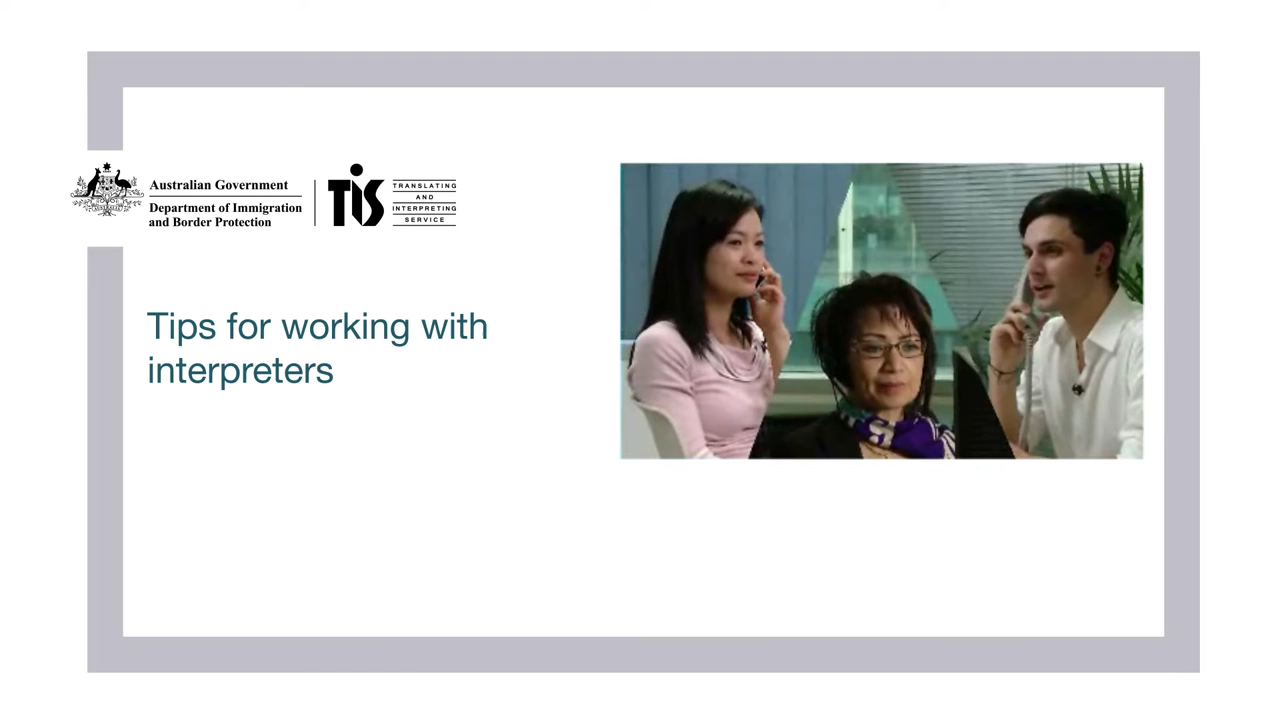 Australian Government
Department of Immigration
and Border Protection
TIS
TRANSLATING
AND
INTERPRETING
SERVICE
Tips for working with
interpreters